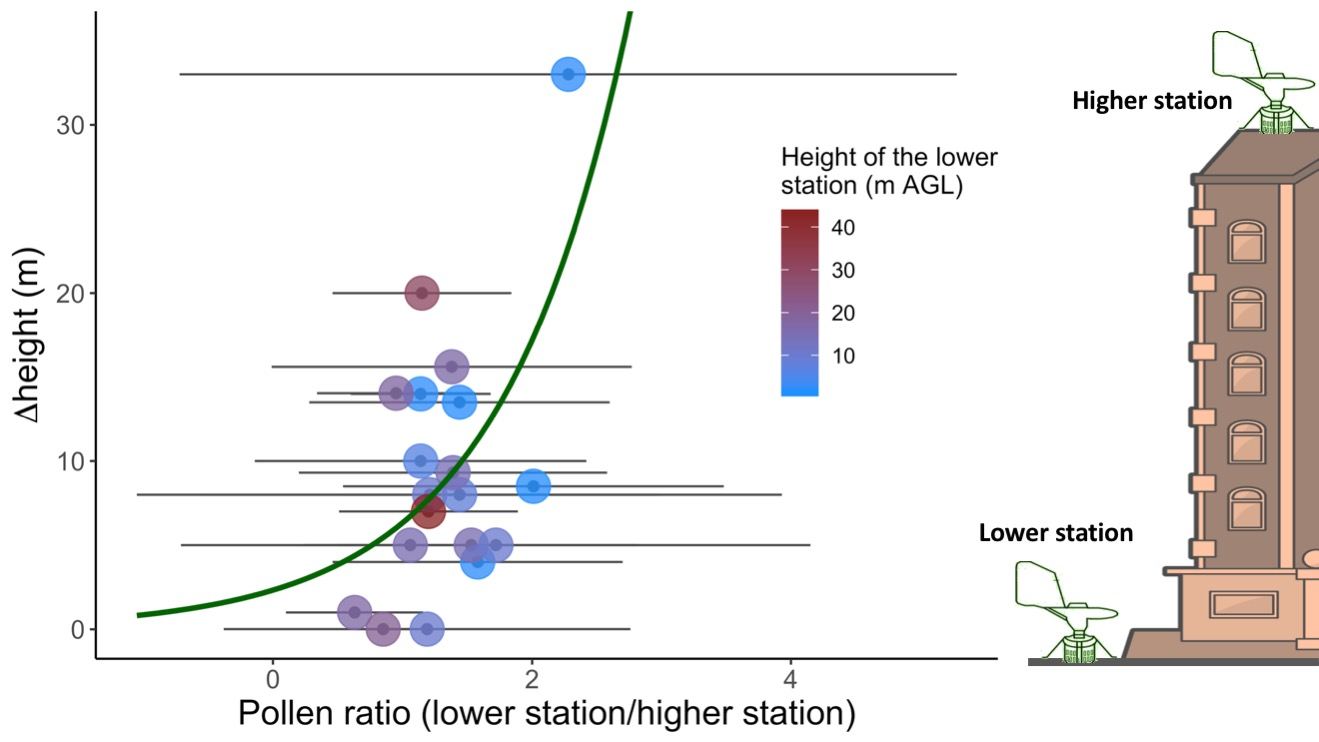 Δheight (m)
30
20
10
0
0
2
4
Pollen ratio (lower station/higher station)
Height of the lower
station (m AGL)
40
30
20
10
Higher station
Lower station